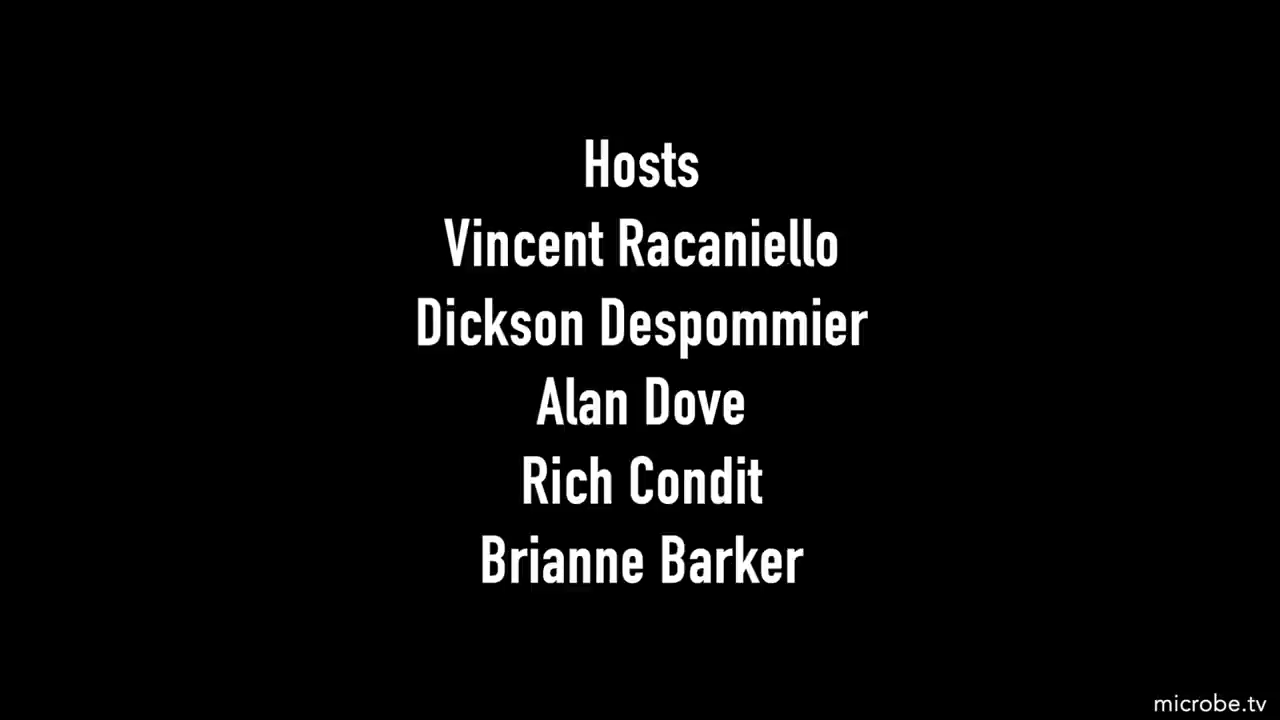 Hosts
Vincent Racaniello
Dickson Despommier
Alan Dove
Rich Condit
Brianne Barker
microbe.tv